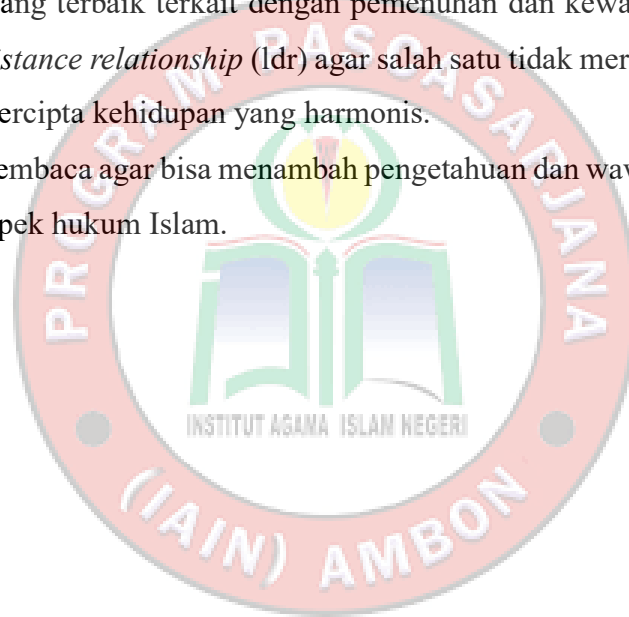 ang terbaik terkait dengan pemenuhan dan kewa
istance relationship (ldr) agar salah satu tidak mer
ercipta kehidupan yang harmonis.
embaca agar bisa menambah pengetahuan dan waw
pek hukum Islam.
PROGRAM PASCASARJANA
INSTITUT AGAMA ISLAM NEGERI
(IAIN) AMBON